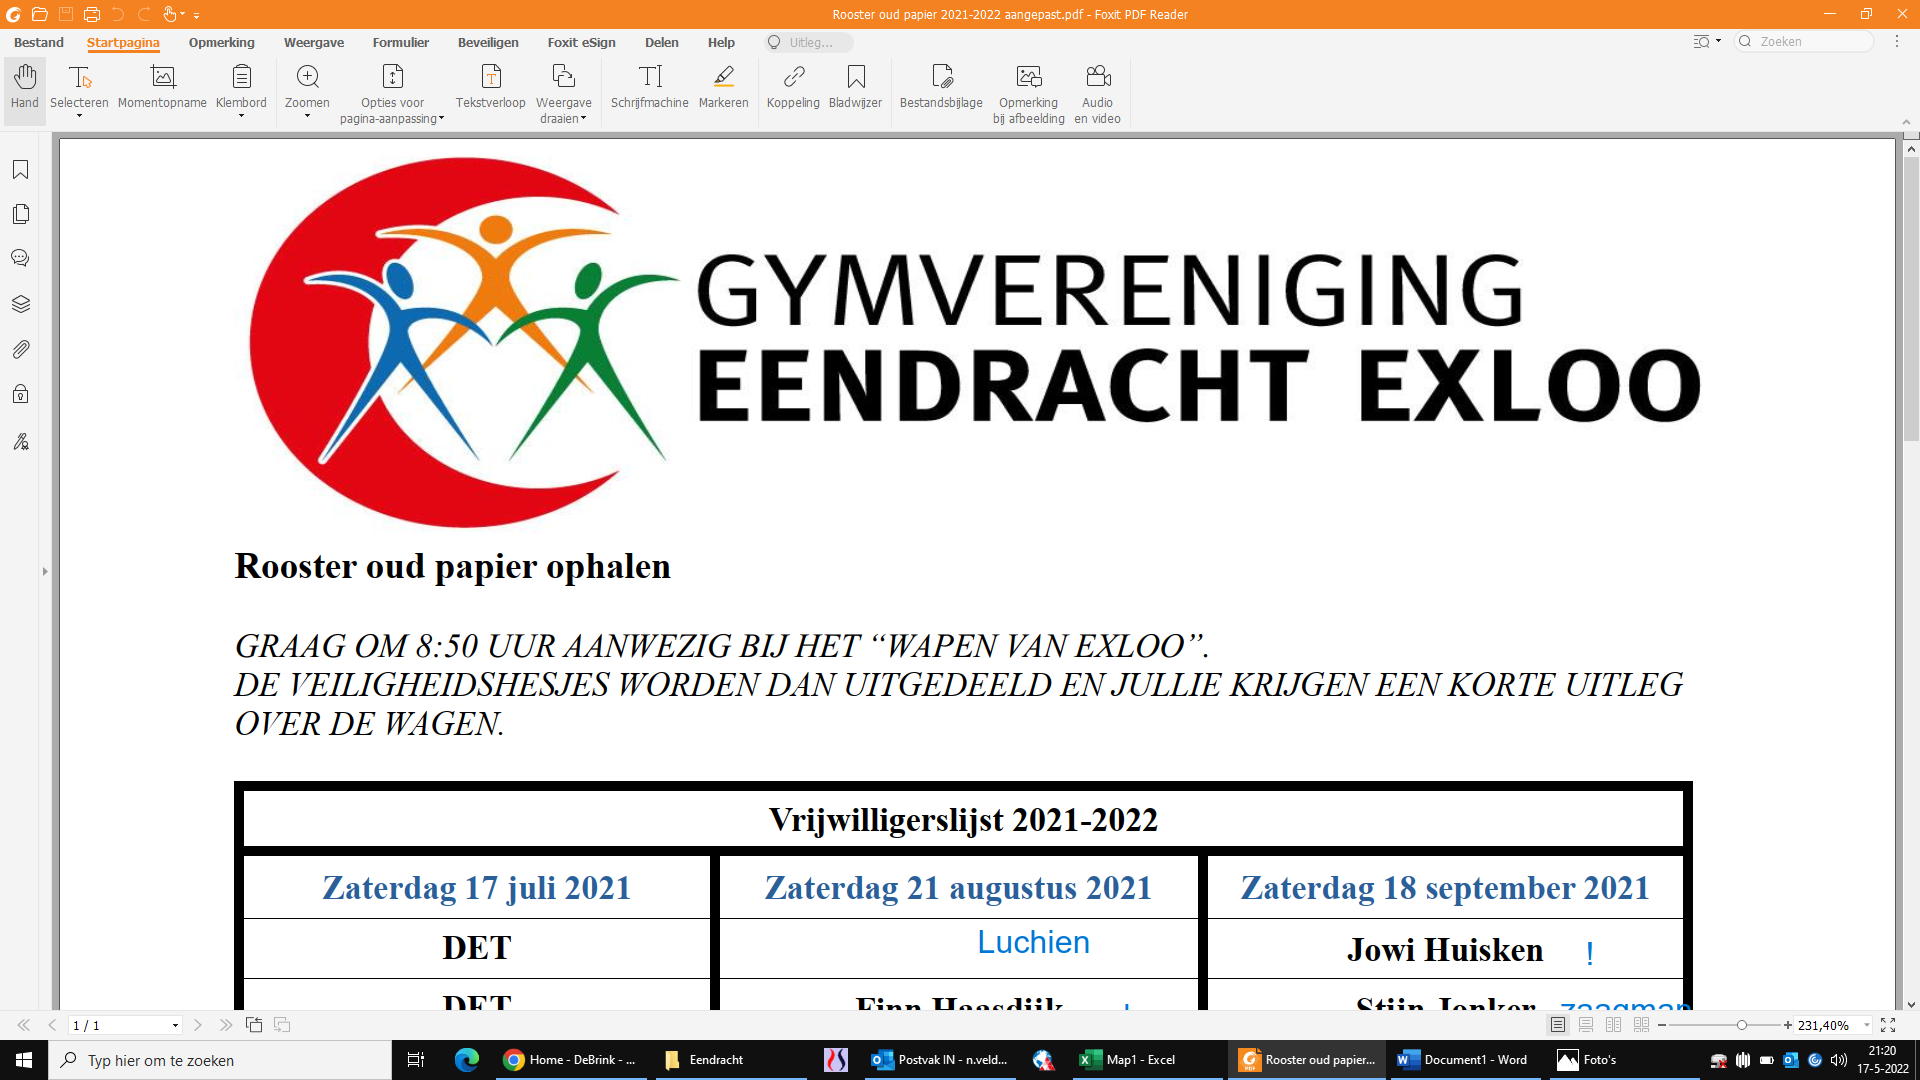 Rooster oud papier 2021-2022 aangepast.pdf - Foxit PDF Reader
Bestand Startpagina Opmerking Weergave Formulier Beveiligen Foxit eSign Delen Help Uitleg... Zoeken
Hand Selecteren Momentopname Klembord Zoomen Opties voor pagina-aanpassing Tekstverloop Weergave draaien Schrijfmachine Markeren Koppeling Bladwijzer Bestandsbijlage Opmerking bij afbeelding Audio en video
GYMVERENIGING
EENDRACHT EXLOO
Rooster oud papier ophalen
GRAAG OM 8:50 UUR AANWEZIG BIJ HET “WAPEN VAN EXLOO”.
DE VEILIGHEIDSHESJES WORDEN DAN UITGEDEELD EN JULLIE KRIJGEN EEN KORTE UITLEG
OVER DE WAGEN.
Vrijwilligerslijst 2021-2022
Zaterdag 17 juli 2021 Zaterdag 21 augustus 2021 Zaterdag 18 september 2021
DET Luchien Jowi Huisken !
DET Finn Haasdijk Stijn Jonker zaagman
1 / 1 231,40%
Typ hier om te zoeken Home - DeBrink - ... Eendracht Postvak IN - n.veld... Map1 - Excel Rooster oud papier... Document1 - Word Foto's 21:20
17-5-2022